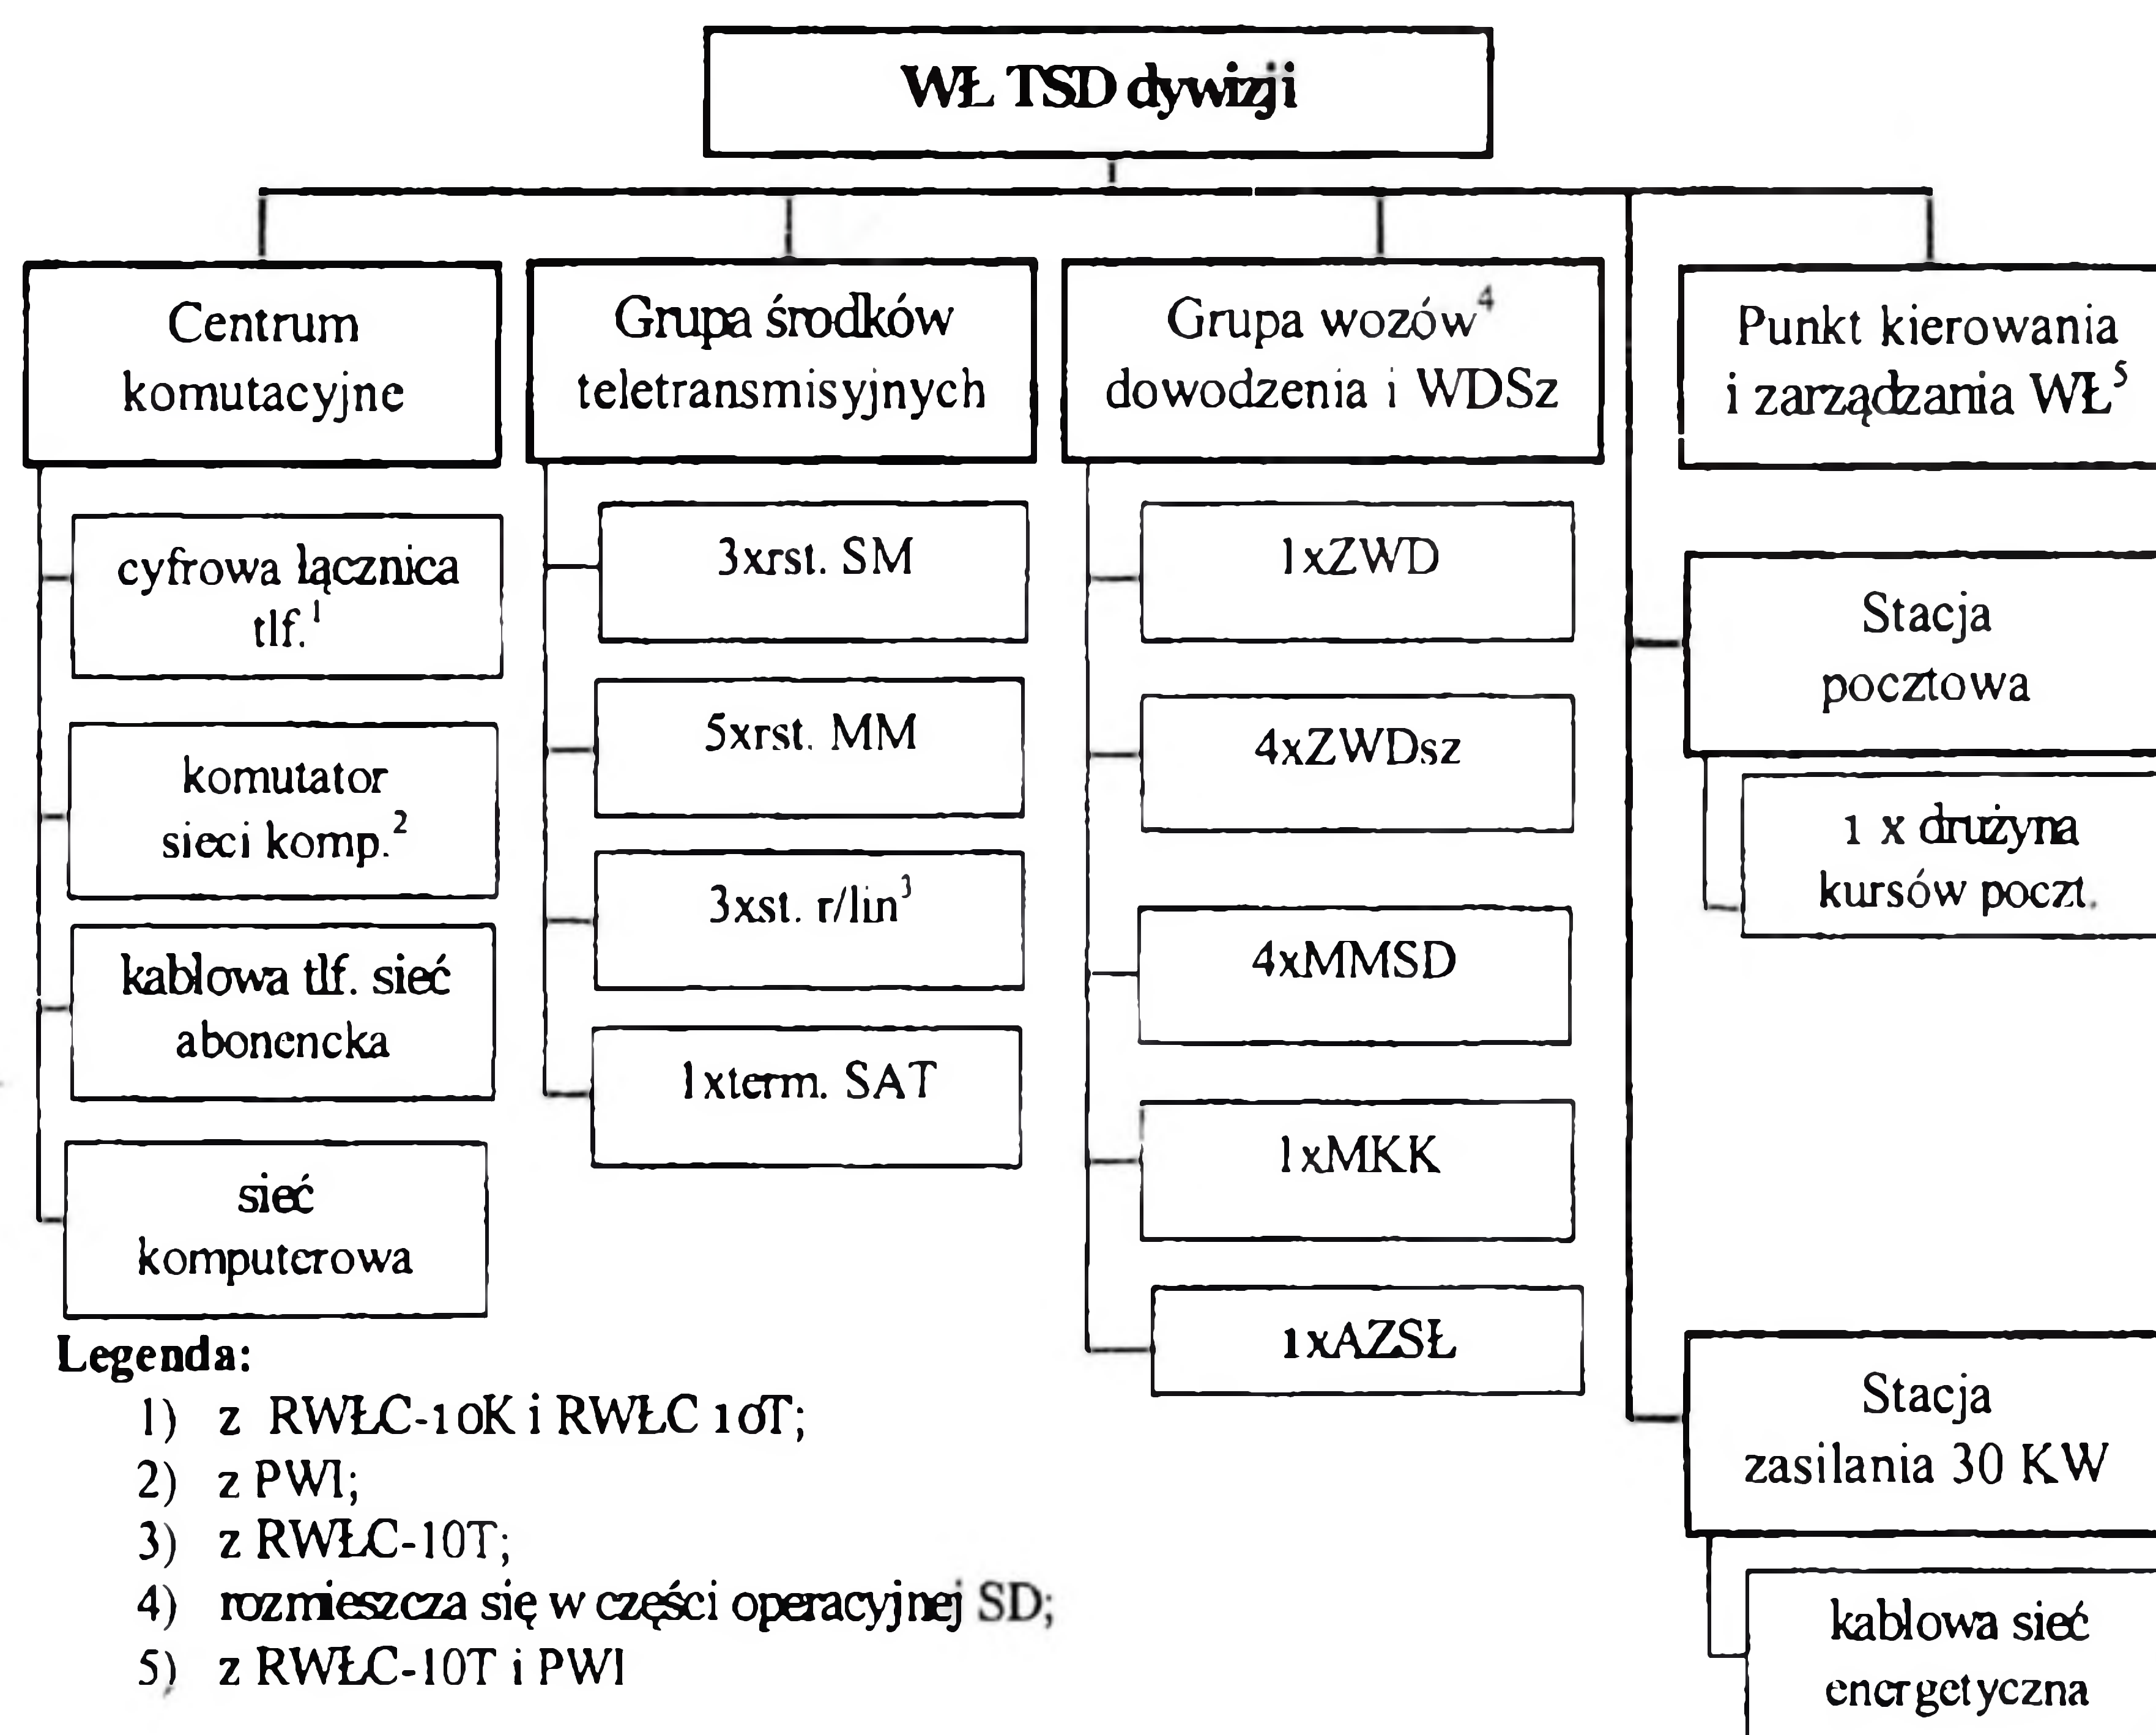 WŁ TSD dywizji
Centrum
komutacyjne
cyfrowa łącznica
tlf.¹
komutator
sieci komp.²
kablowa tlf. sieć
abonencka
sieć
komputerowa
Grupa środków
teletransmisyjnych
3xrst. SM
5xrst. MM
3xst. r/lin³
1xterm. SAT
Grupa wozów⁴
dowodzenia i WDSz
1xZWD
4xZWDsz
4xMMSD
1xMKK
1xAZSŁ
Punkt kierowania
i zarządzania WŁ⁵
Stacja
pocztowa
1 x drużyna
kursów poczt.
Stacja
zasilania 30 KW
kablowa sieć
energetyczna
Legenda:
1) z RWŁC-10K i RWŁC 10T;
2) z PWI;
3) z RWŁC-10T;
4) rozmieszcza się w części operacyjnej SD;
5) z RWŁC-10T i PWI